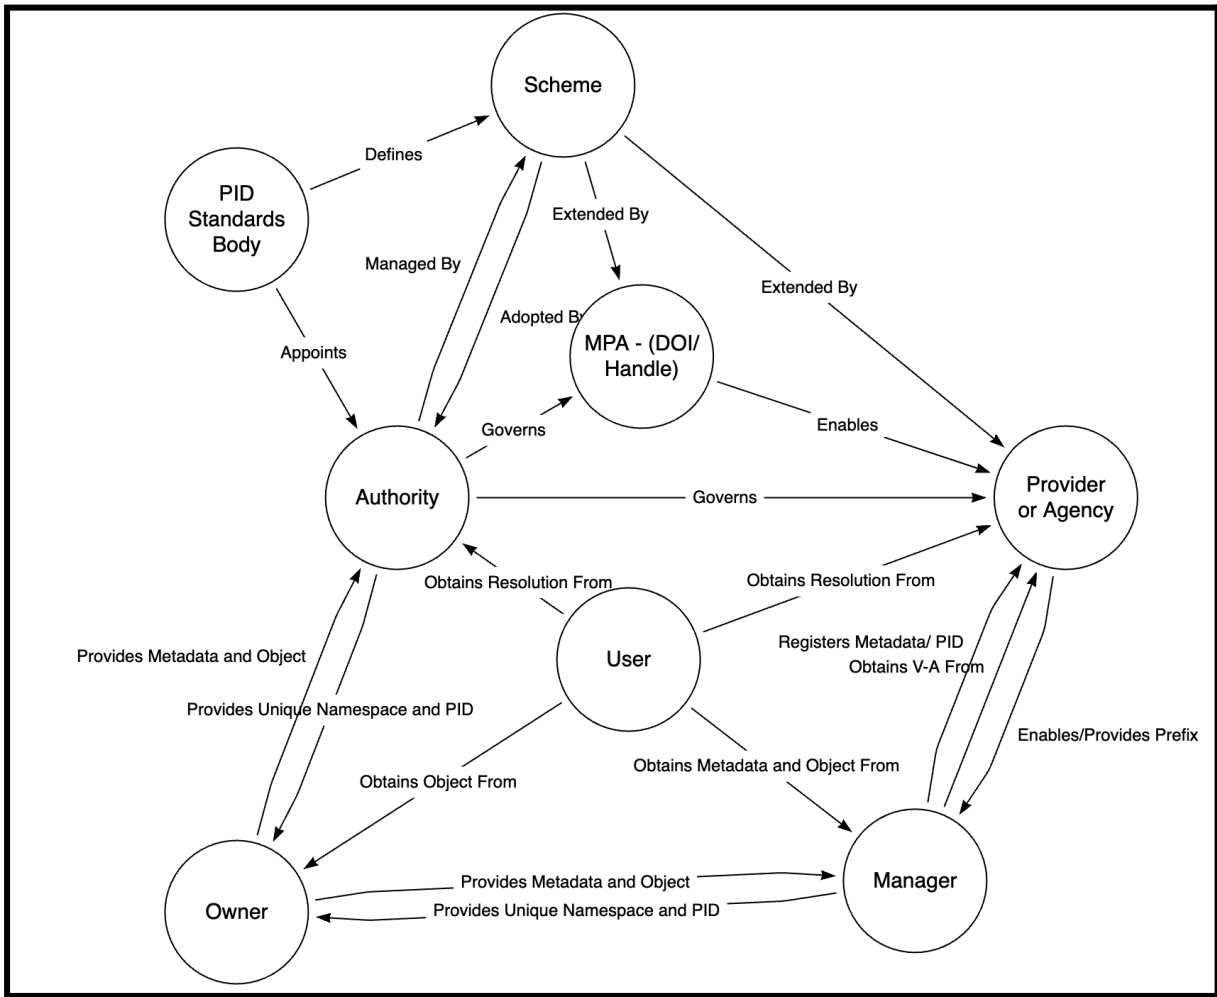 Scheme
Defines
PID
Standards
Body
Extended By
Managed By
Extended By
Adopted By
MPA - (DOI/
Handle)
Appoints
Governs
Enables
Authority
Governs
Provider
or Agency
Obtains Resolution From
Obtains Resolution From
User
Registers Metadata/ PID
Provides Metadata and Object
Obtains V-A From
Provides Unique Namespace and PID
Enables/Provides Prefix
Obtains Metadata and Object From
Obtains Object From
Provides Metadata and Object
Manager
Provides Unique Namespace and PID
Owner